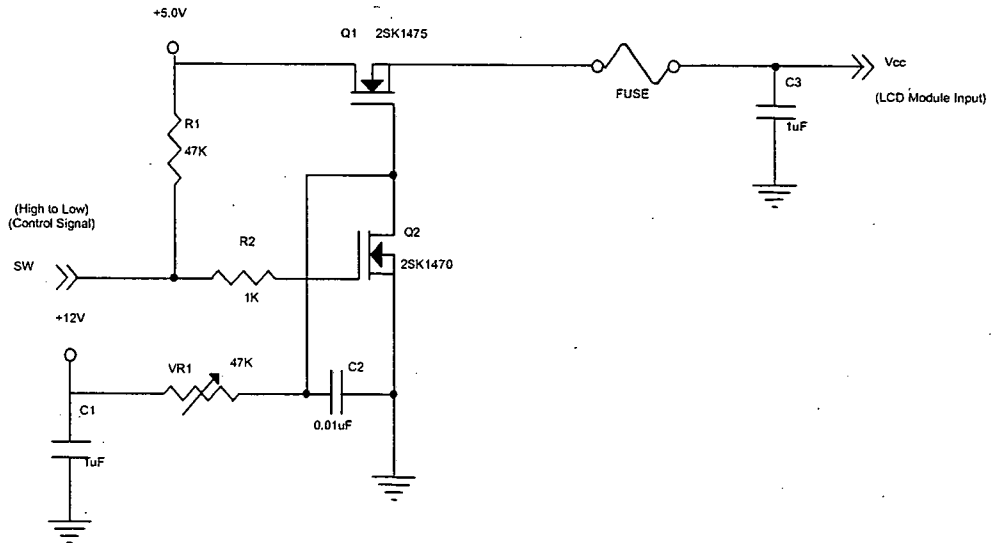 +5.0V
Q1 2SK1475
Vcc
FUSE
C3
(LCD Module Input)
1uF
R1
47K
(High to Low)
(Control Signal)
R2
Q2
SW
2SK1470
1K
+12V
VR1
47K
C2
C1
0.01uF
1uF